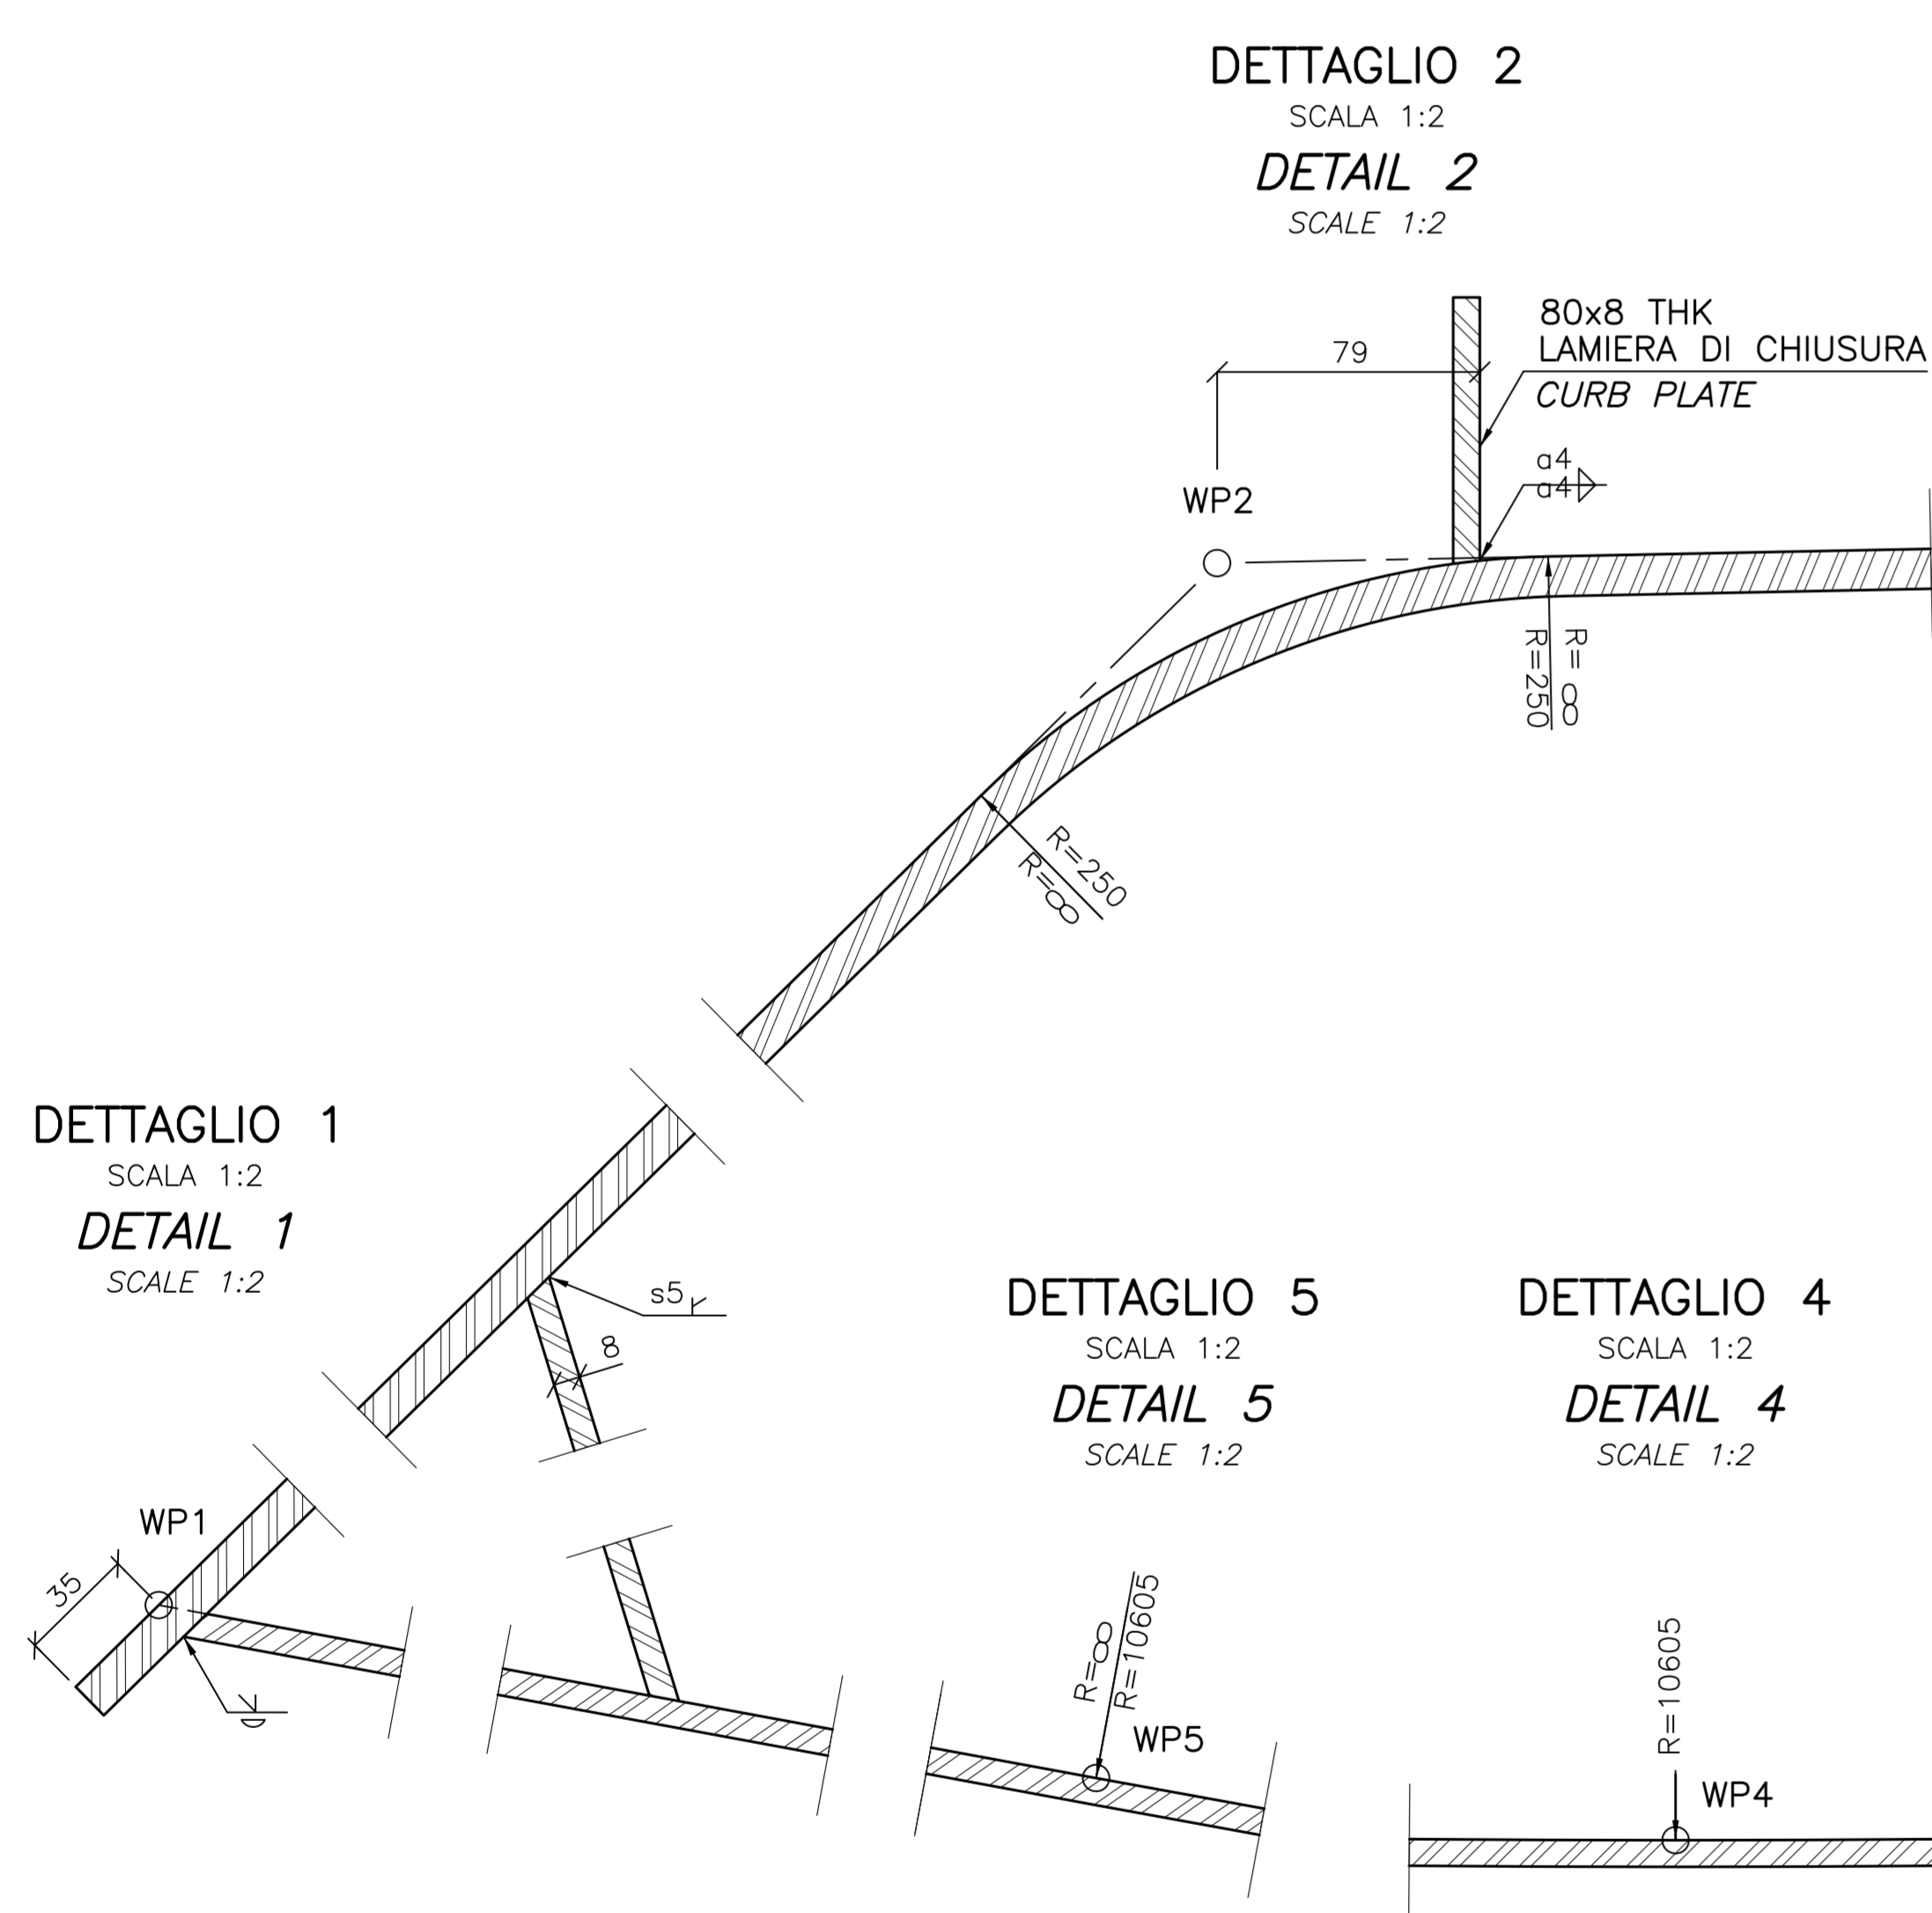 DETTAGLIO 2
SCALA 1:2
DETAIL 2
SCALE 1:2
80x8 THK
LAMIERA DI CHIUSURA
CURB PLATE
79
a4
a4
WP2
R=∞
R=250
R=250
R=∞
DETTAGLIO 1
SCALA 1:2
DETAIL 1
SCALE 1:2
s5
8
WP1
35
DETTAGLIO 5
SCALA 1:2
DETAIL 5
SCALE 1:2
R=∞
R=10605
WP5
DETTAGLIO 4
SCALA 1:2
DETAIL 4
SCALE 1:2
R=10605
WP4